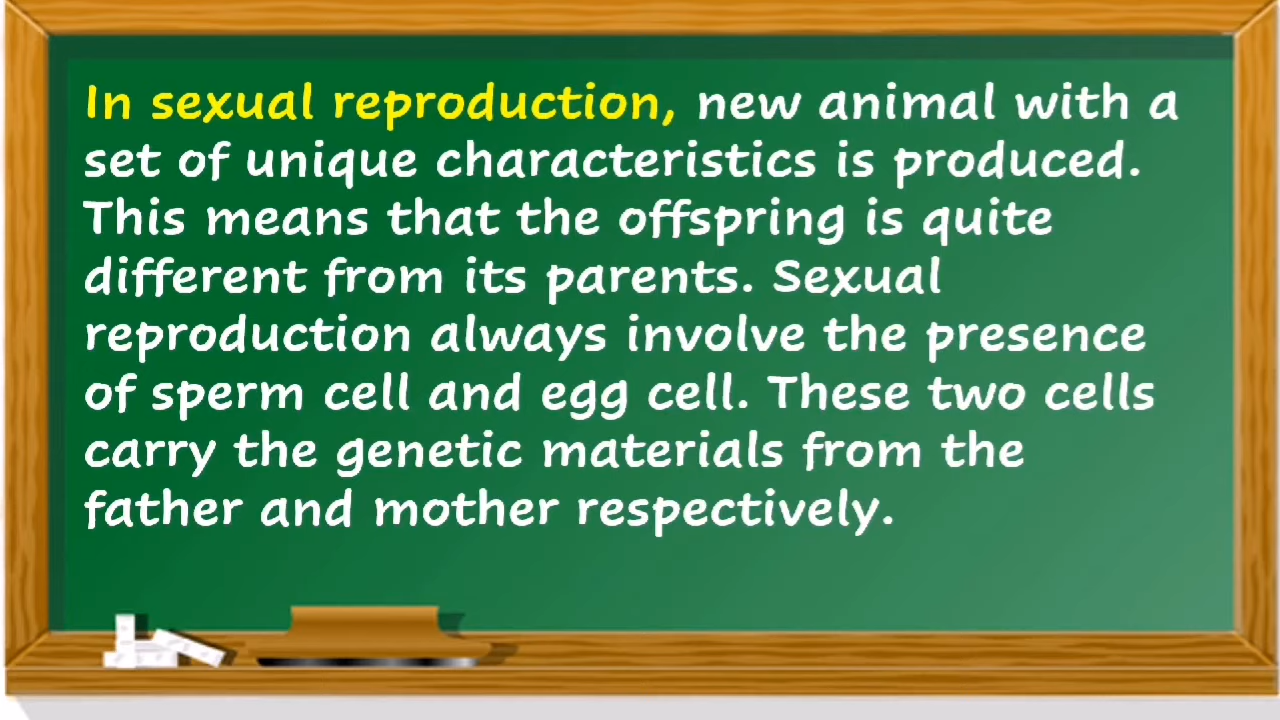 In sexual reproduction, new animal with a
set of unique characteristics is produced.
This means that the offspring is quite
different from its parents. Sexual
reproduction always involve the presence
of sperm cell and egg cell. These two cells
carry the genetic materials from the
father and mother respectively.